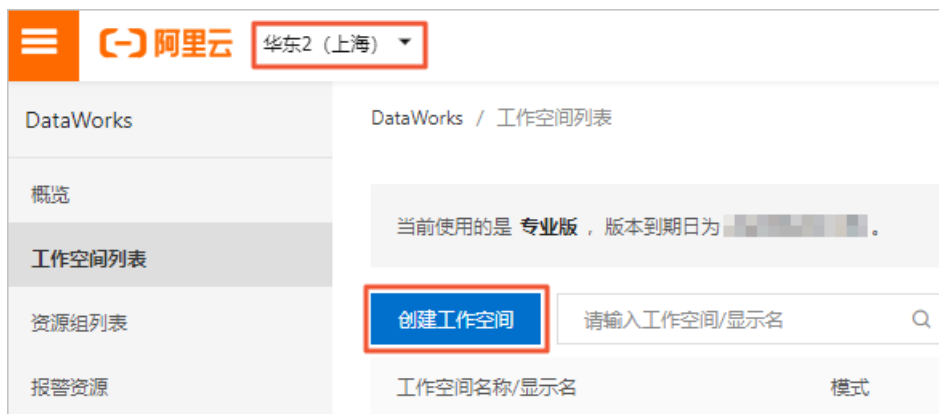 阿里云 华东2（上海）
DataWorks
DataWorks / 工作空间列表
概览
当前使用的是 专业版 ，版本到期日为 。
工作空间列表
创建工作空间 请输入工作空间/显示名
资源组列表
报警资源
工作空间名称/显示名 模式